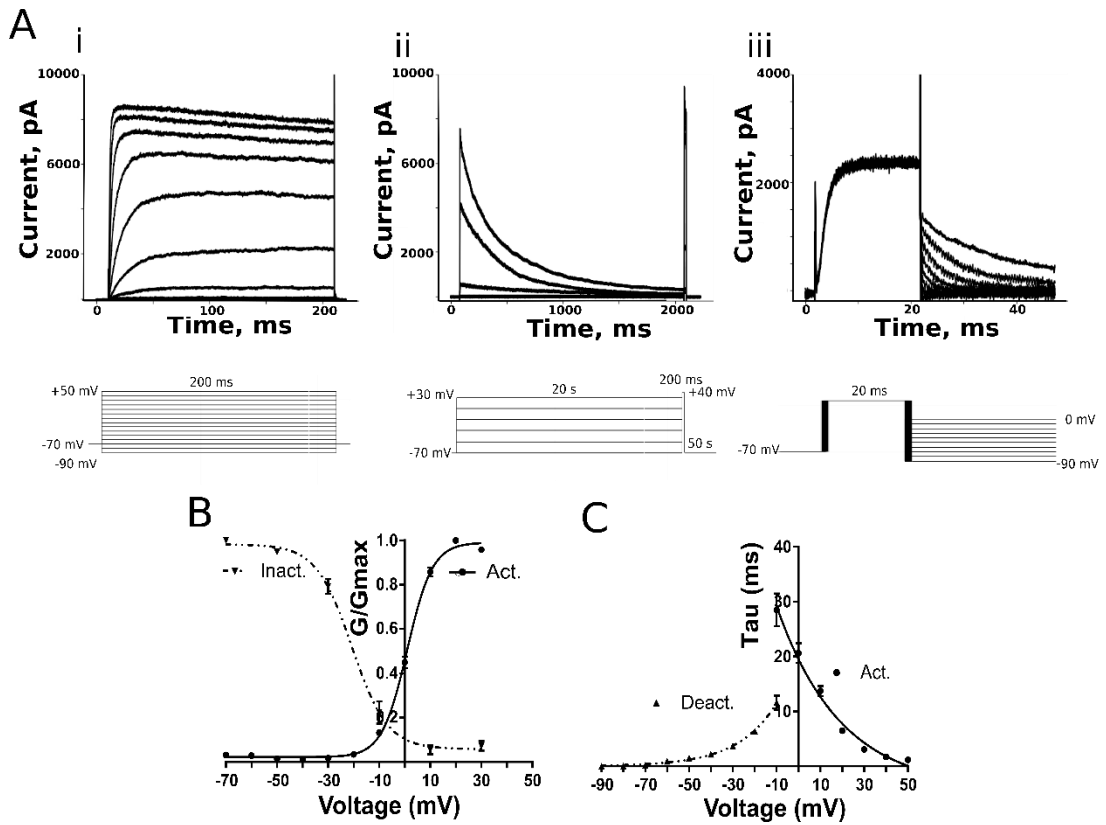 A
i
ii
iii
10000
6000
2000
Current, pA
0
100
200
Time, ms
10000
6000
2000
Current, pA
0
1000
2000
Time, ms
4000
2000
0
Current, pA
0
20
40
Time, ms
+50 mV
200 ms
-70 mV
-90 mV
+30 mV
20 s
200 ms
+40 mV
-70 mV
50 s
20 ms
0 mV
-70 mV
-90 mV
B
1.0
0.8
0.6
0.4
0.2
G/Gmax
Inact.
Act.
-70
-50
-30
-10
10
30
50
Voltage (mV)
C
40
30
20
10
Tau (ms)
Act.
Deact.
-90
-70
-50
-30
-10
10
30
50
Voltage (mV)